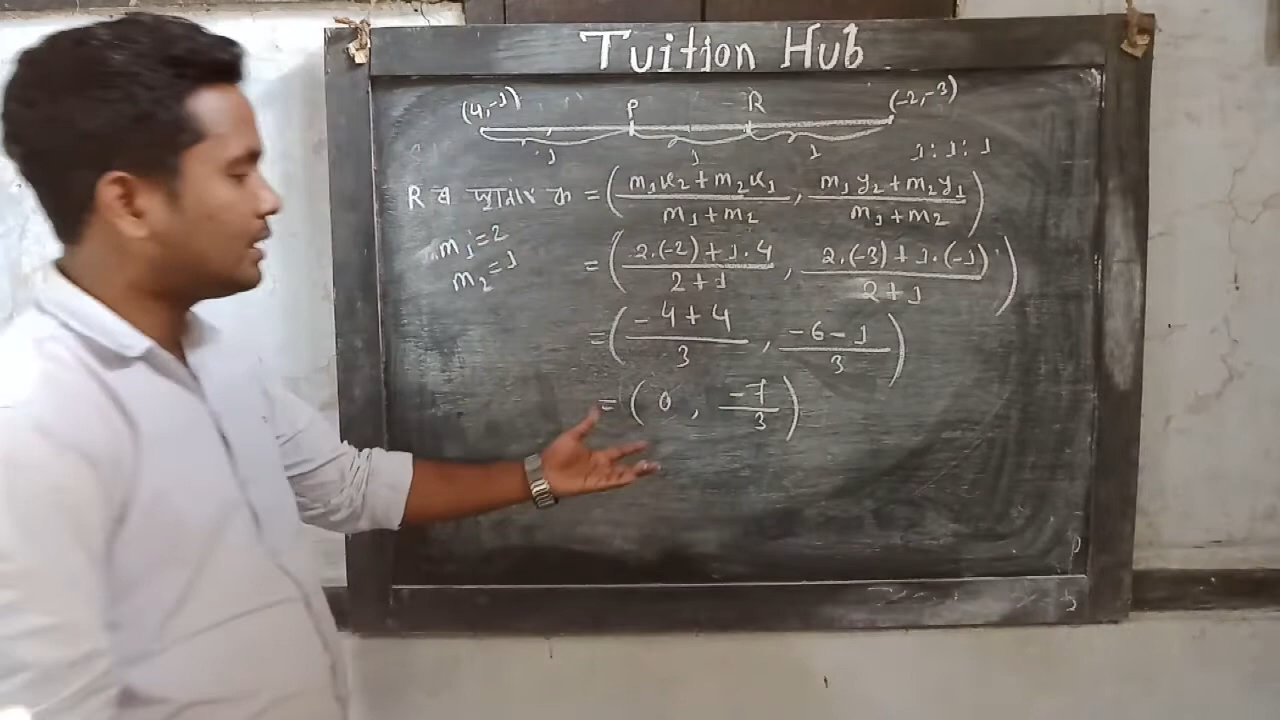 Tuition Hub
(4,-1) P R (-2,-3)
1 1 1 1:1:1
R ৰ স্থানাংক = (m₁x₂+m₂x₁/m₁+m₂, m₁y₂+m₂y₁/m₁+m₂)
m₁=2
m₂=1
= (2.(-2)+1.4/2+1, 2.(-3)+1.(-1)/2+1)
= (-4+4/3, -6-1/3)
= (0, -7/3)